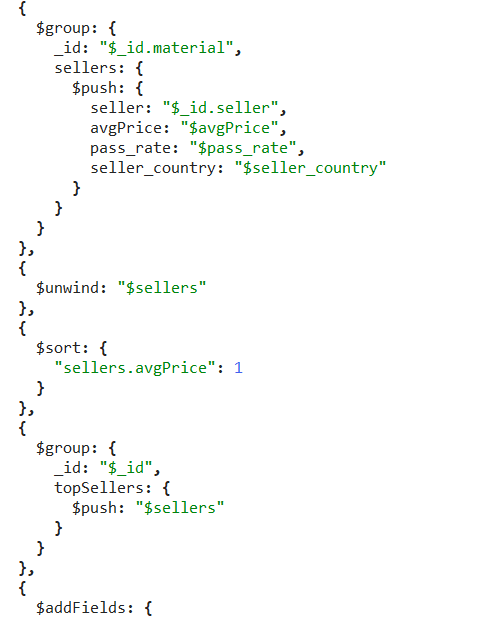 {
  $group: {
    _id: "$_id.material",
    sellers: {
      $push: {
        seller: "$_id.seller",
        avgPrice: "$avgPrice",
        pass_rate: "$pass_rate",
        seller_country: "$seller_country"
      }
    }
  }
},
{
  $unwind: "$sellers"
},
{
  $sort: {
    "sellers.avgPrice": 1
  }
},
{
  $group: {
    _id: "$_id",
    topSellers: {
      $push: "$sellers"
    }
  }
},
{
  $addFields: {